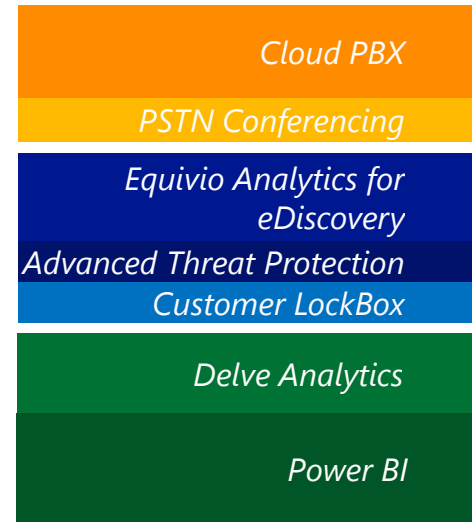 Cloud PBX
PSTN Conferencing
Equivio Analytics for
eDiscovery
Advanced Threat Protection
Customer LockBox
Delve Analytics
Power BI